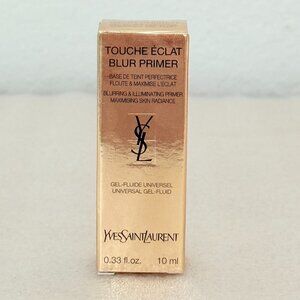 TOUCHE ÉCLAT
BLUR PRIMER
BASE DE TEINT PERFECTRICE
FLOUTE & MAXIMISE L'ÉCLAT
BLURRING & ILLUMINATING PRIMER
MAXIMISING SKIN RADIANCE
YSL
GEL-FLUIDE UNIVERSEL
UNIVERSAL GEL-FLUID
YVESSAINTLAURENT
0.33 fl.oz. 10 ml